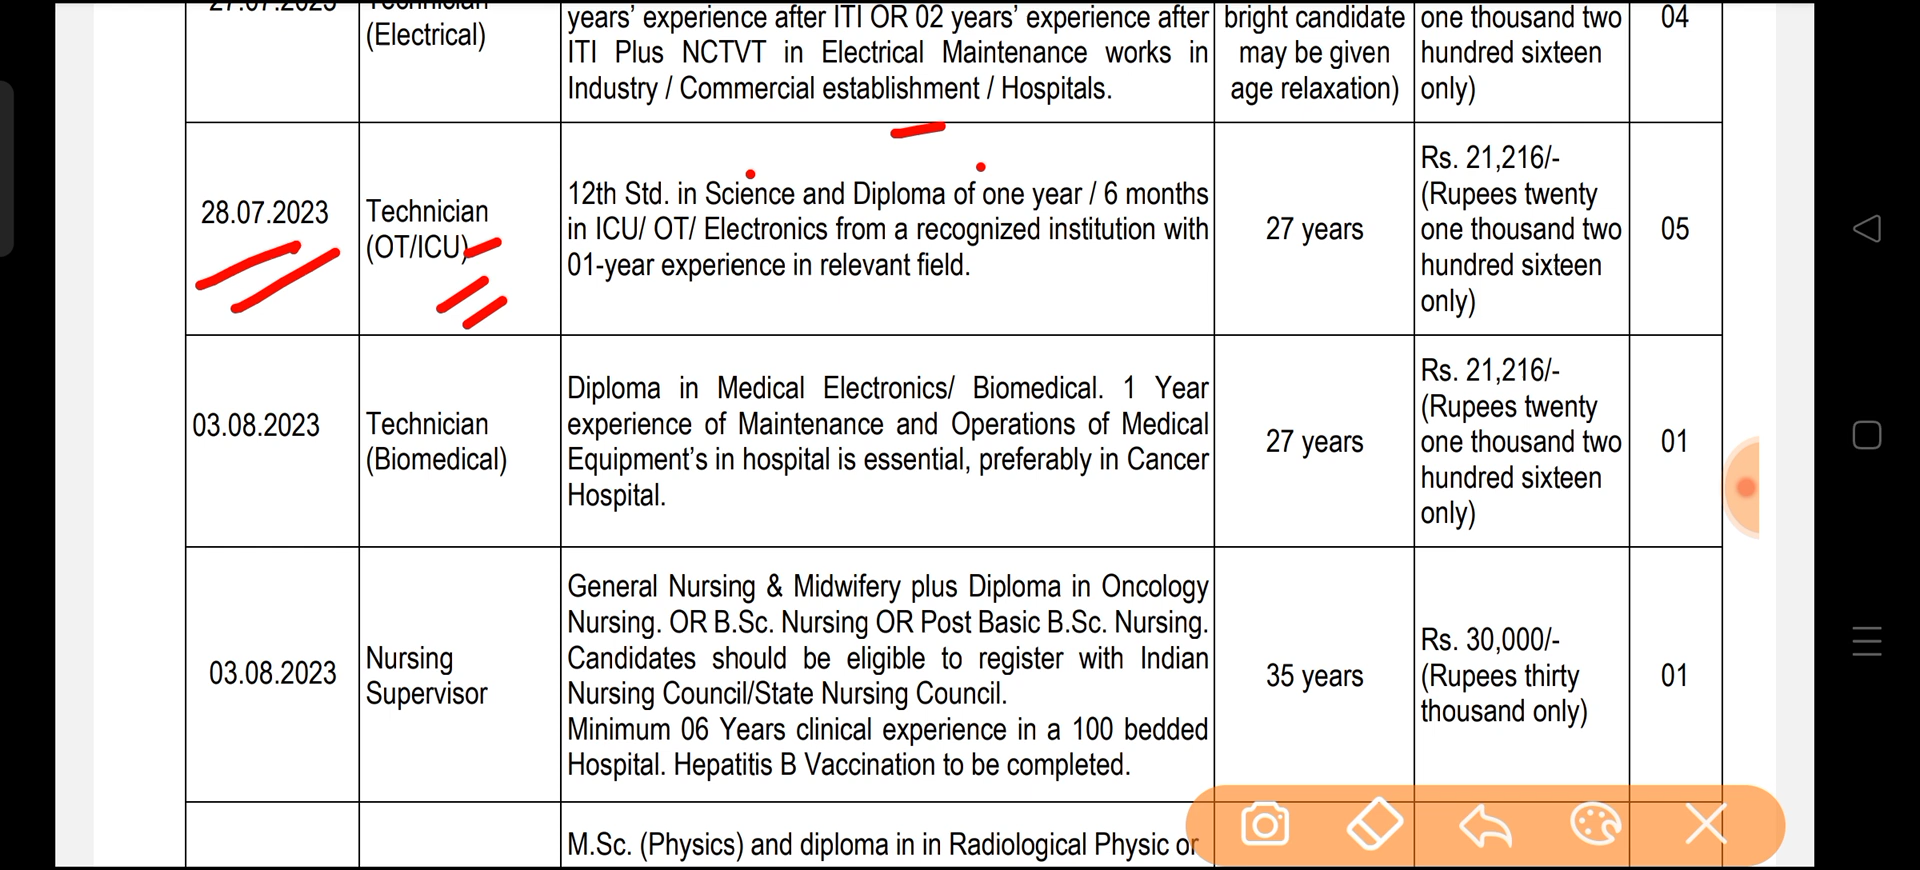 27.07.2023
Technician
(Electrical)
years’ experience after ITI OR 02 years’ experience after
ITI Plus NCTVT in Electrical Maintenance works in
Industry / Commercial establishment / Hospitals.
bright candidate
may be given
age relaxation)
one thousand two
hundred sixteen
only)
04
28.07.2023
Technician
(OT/ICU)
12th Std. in Science and Diploma of one year / 6 months
in ICU/ OT/ Electronics from a recognized institution with
01-year experience in relevant field.
27 years
Rs. 21,216/-
(Rupees twenty
one thousand two
hundred sixteen
only)
05
03.08.2023
Technician
(Biomedical)
Diploma in Medical Electronics/ Biomedical. 1 Year
experience of Maintenance and Operations of Medical
Equipment’s in hospital is essential, preferably in Cancer
Hospital.
27 years
Rs. 21,216/-
(Rupees twenty
one thousand two
hundred sixteen
only)
01
03.08.2023
Nursing
Supervisor
General Nursing & Midwifery plus Diploma in Oncology
Nursing. OR B.Sc. Nursing OR Post Basic B.Sc. Nursing.
Candidates should be eligible to register with Indian
Nursing Council/State Nursing Council.
Minimum 06 Years clinical experience in a 100 bedded
Hospital. Hepatitis B Vaccination to be completed.
35 years
Rs. 30,000/-
(Rupees thirty
thousand only)
01
M.Sc. (Physics) and diploma in in Radiological Physic or